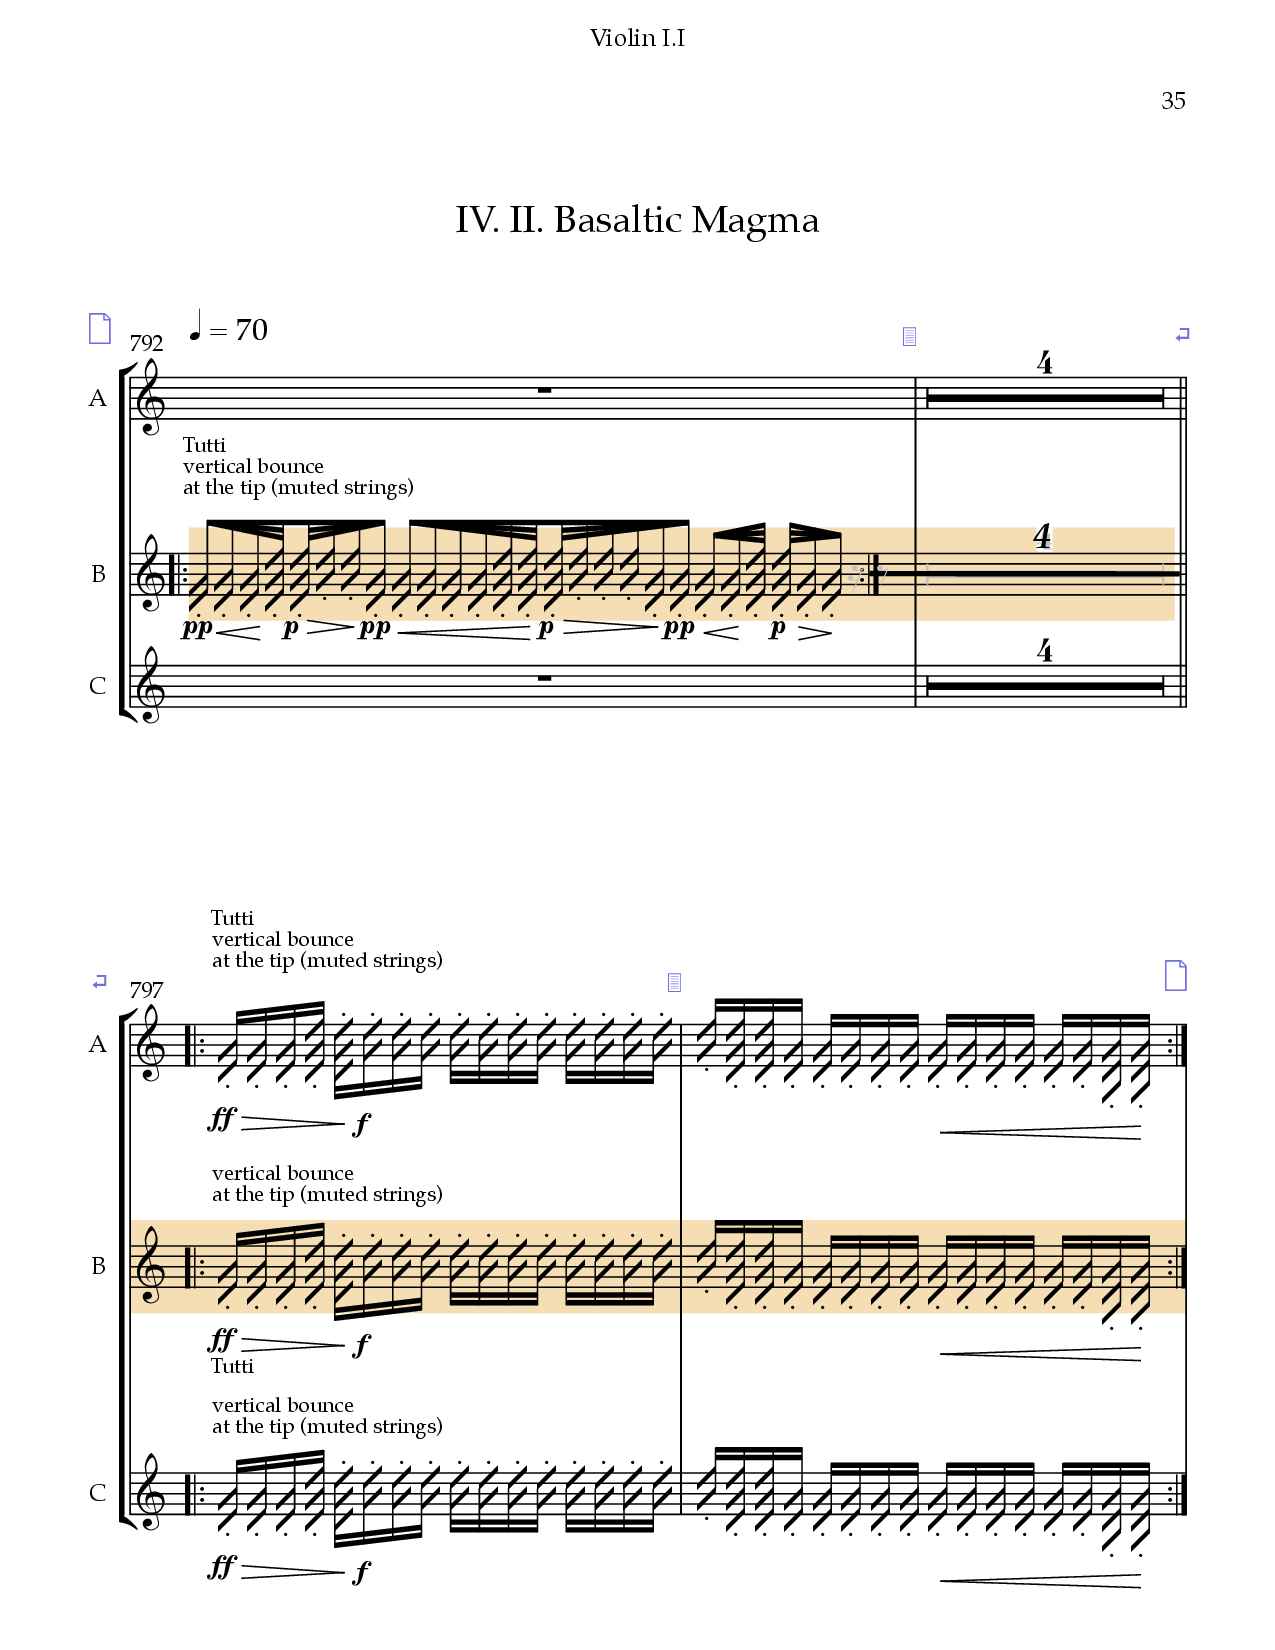 Violin I.I
35
IV. II. Basaltic Magma
792
= 70
4
A
Tutti
vertical bounce
at the tip (muted strings)
4
B
pp p pp p pp p
4
C
Tutti
vertical bounce
at the tip (muted strings)
797
A
ff f
vertical bounce
at the tip (muted strings)
B
ff f
Tutti
vertical bounce
at the tip (muted strings)
C
ff f